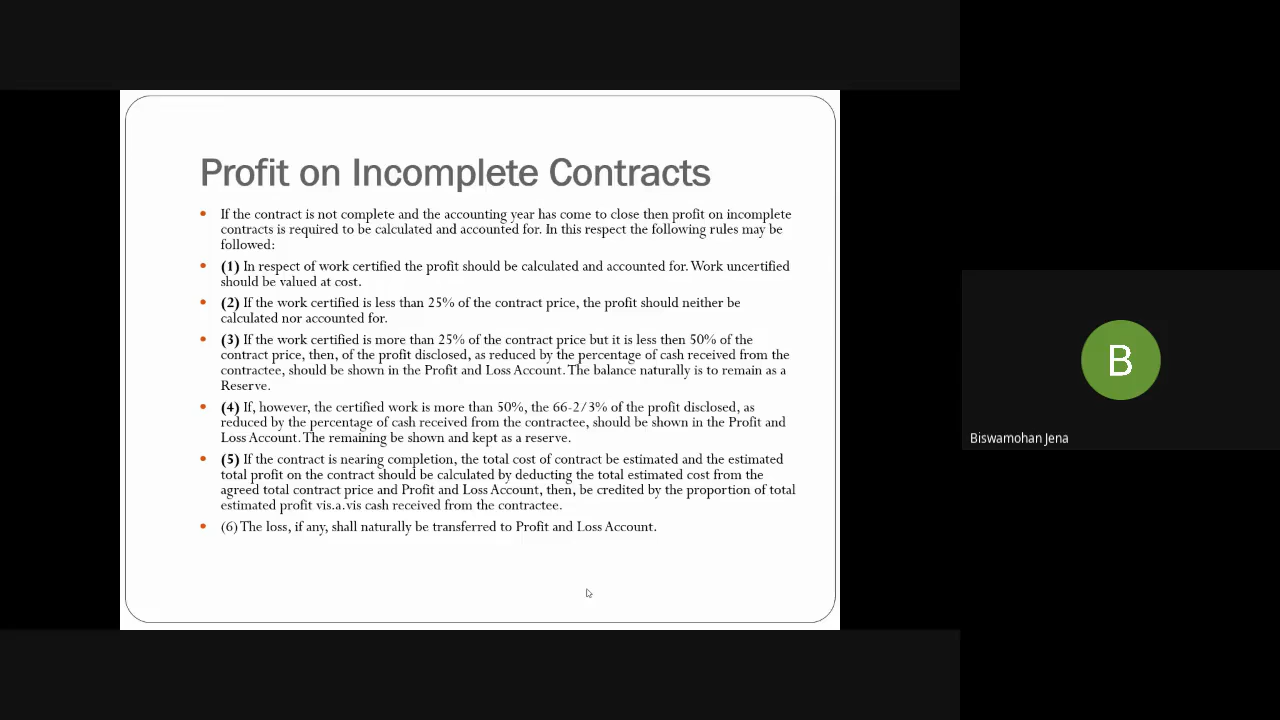 Profit on Incomplete Contracts
• If the contract is not complete and the accounting year has come to close then profit on incomplete
contracts is required to be calculated and accounted for. In this respect the following rules may be
followed:
• (1) In respect of work certified the profit should be calculated and accounted for. Work uncertified
should be valued at cost.
• (2) If the work certified is less than 25% of the contract price, the profit should neither be
calculated nor accounted for.
• (3) If the work certified is more than 25% of the contract price but it is less then 50% of the
contract price, then, of the profit disclosed, as reduced by the percentage of cash received from the
contractee, should be shown in the Profit and Loss Account. The balance naturally is to remain as a
Reserve.
• (4) If, however, the certified work is more than 50%, the 66-2/3% of the profit disclosed, as
reduced by the percentage of cash received from the contractee, should be shown in the Profit and
Loss Account. The remaining be shown and kept as a reserve.
• (5) If the contract is nearing completion, the total cost of contract be estimated and the estimated
total profit on the contract should be calculated by deducting the total estimated cost from the
agreed total contract price and Profit and Loss Account, then, be credited by the proportion of total
estimated profit vis.a.vis cash received from the contractee.
• (6) The loss, if any, shall naturally be transferred to Profit and Loss Account.
B
Biswamohan Jena